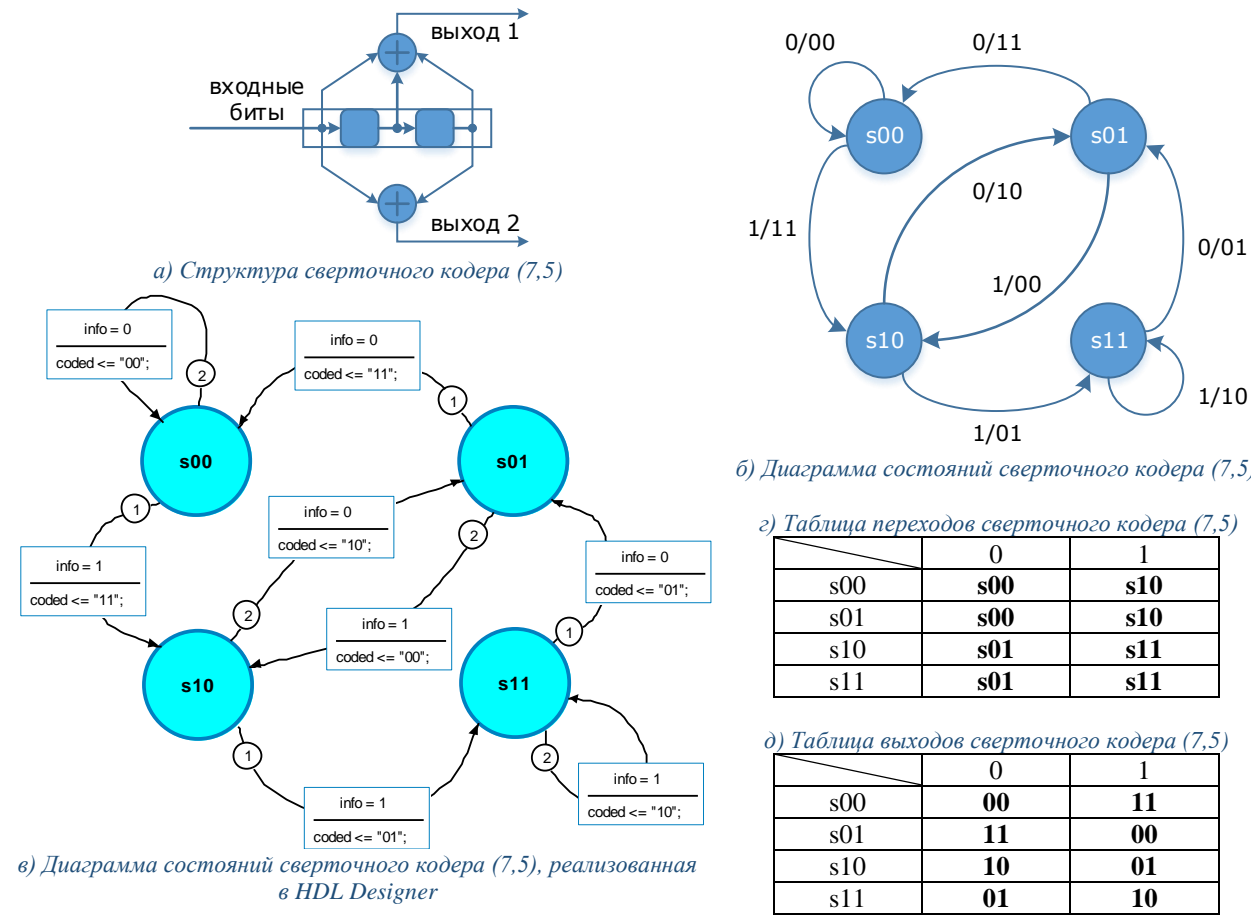 выход 1
входные
биты
выход 2
а) Структура сверточного кодера (7,5)
0/00
0/11
s00
s01
0/10
1/11
0/01
1/00
s10
s11
1/10
1/01
б) Диаграмма состояний сверточного кодера (7,5)
info = 0
coded <= "00";
2
info = 0
coded <= "11";
1
s00
s01
1
info = 0
coded <= "10";
2
info = 1
coded <= "11";
info = 0
coded <= "01";
2
info = 1
coded <= "00";
1
s10
s11
1
2
info = 1
coded <= "01";
info = 1
coded <= "10";
в) Диаграмма состояний сверточного кодера (7,5), реализованная
в HDL Designer
г) Таблица переходов сверточного кодера (7,5)
0 1
s00 s00 s10
s01 s00 s10
s10 s01 s11
s11 s01 s11
д) Таблица выходов сверточного кодера (7,5)
0 1
s00 00 11
s01 11 00
s10 10 01
s11 01 10